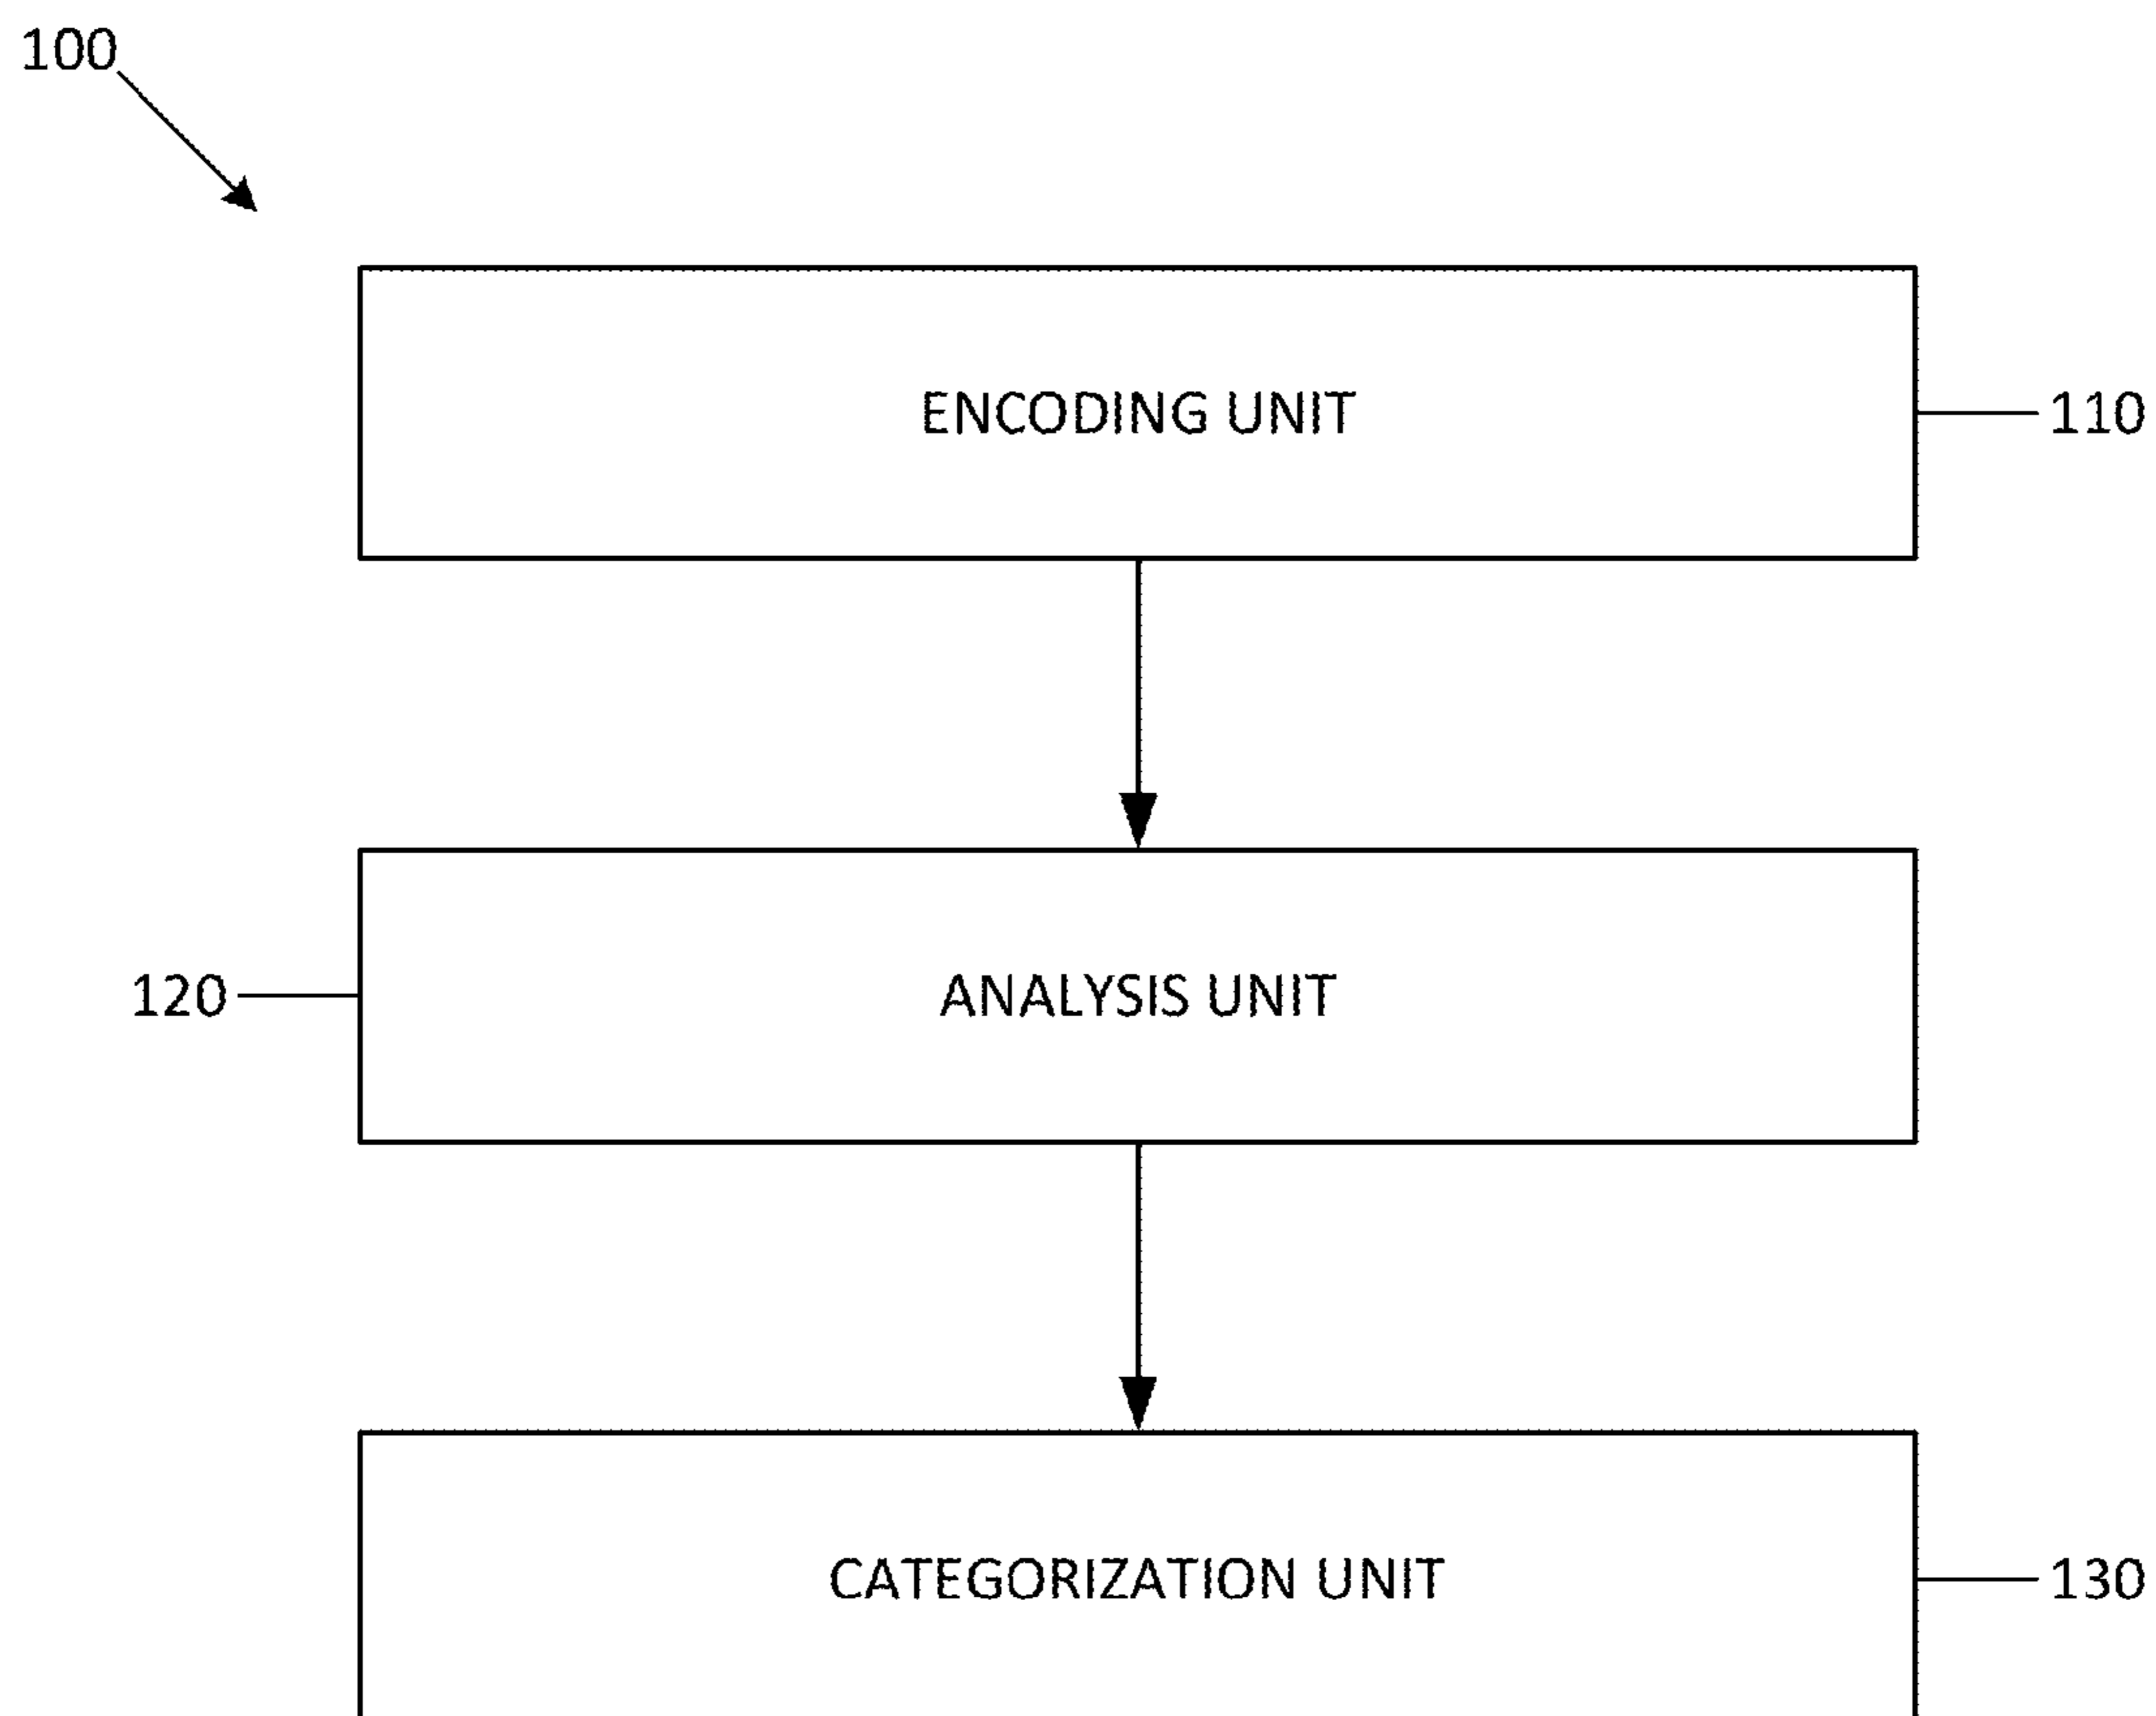 100
ENCODING UNIT
110
120
ANALYSIS UNIT
CATEGORIZATION UNIT
130